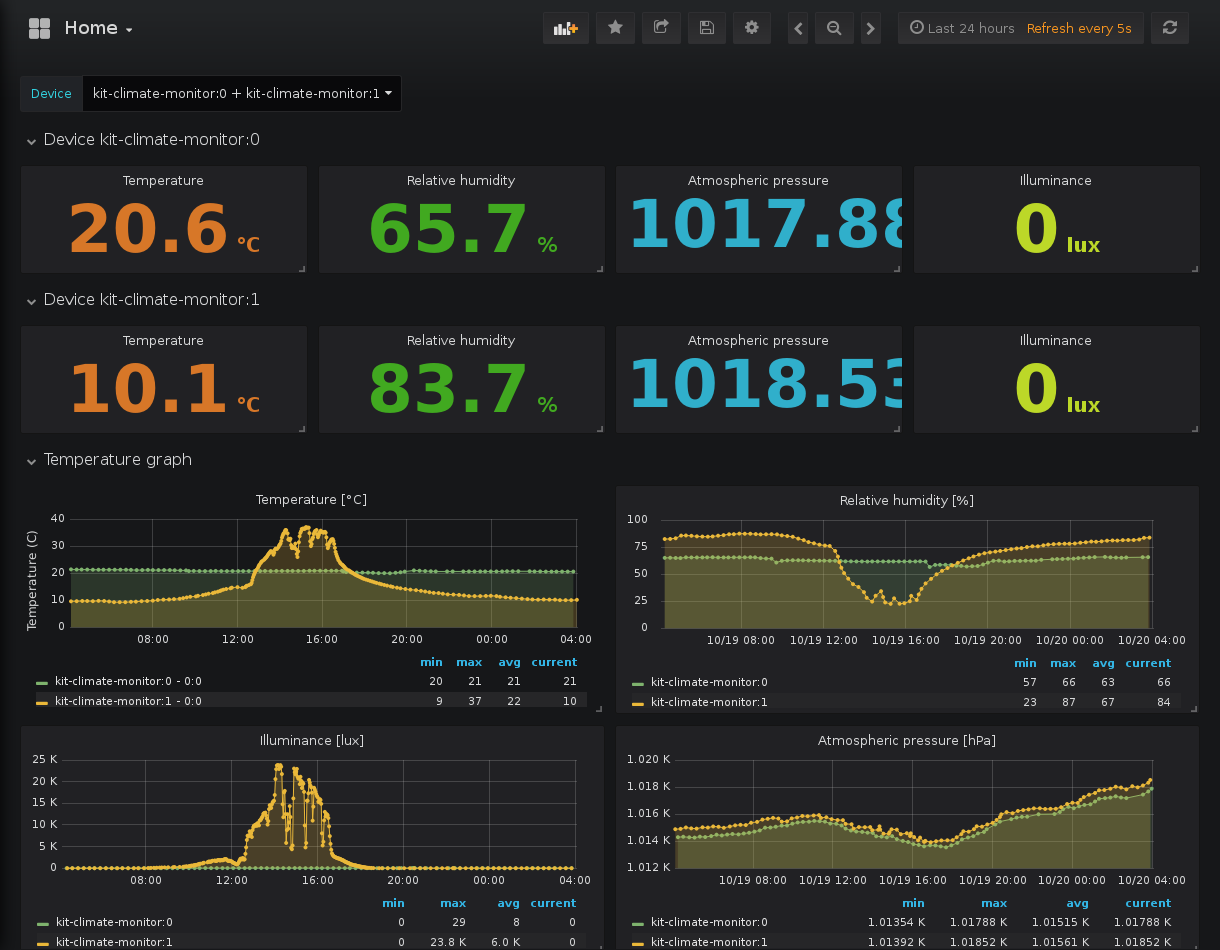 Home
Last 24 hours Refresh every 5s
Device kit-climate-monitor:0 + kit-climate-monitor:1
Device kit-climate-monitor:0
Temperature Relative humidity Atmospheric pressure Illuminance
20.6 °C 65.7 % 1017.88 0 lux
Device kit-climate-monitor:1
Temperature Relative humidity Atmospheric pressure Illuminance
10.1 °C 83.7 % 1018.53 0 lux
Temperature graph
Temperature [°C]
Temperature (C)
40
30
20
10
0
08:00 12:00 16:00 20:00 00:00 04:00
min max avg current
kit-climate-monitor:0 - 0:0 20 21 21 21
kit-climate-monitor:1 - 0:0 9 37 22 10
Relative humidity [%]
100
75
50
25
0
10/19 08:00 10/19 12:00 10/19 16:00 10/19 20:00 10/20 00:00 10/20 04:00
min max avg current
kit-climate-monitor:0 57 66 63 66
kit-climate-monitor:1 23 87 67 84
Illuminance [lux]
25 K
20 K
15 K
10 K
5 K
0
08:00 12:00 16:00 20:00 00:00 04:00
min max avg current
kit-climate-monitor:0 0 29 8 0
kit-climate-monitor:1 0 23.8 K 6.0 K 0
Atmospheric pressure [hPa]
1.020 K
1.018 K
1.016 K
1.014 K
1.012 K
10/19 08:00 10/19 12:00 10/19 16:00 10/19 20:00 10/20 00:00 10/20 04:00
min max avg current
kit-climate-monitor:0 1.01354 K 1.01788 K 1.01515 K 1.01788 K
kit-climate-monitor:1 1.01392 K 1.01852 K 1.01561 K 1.01852 K